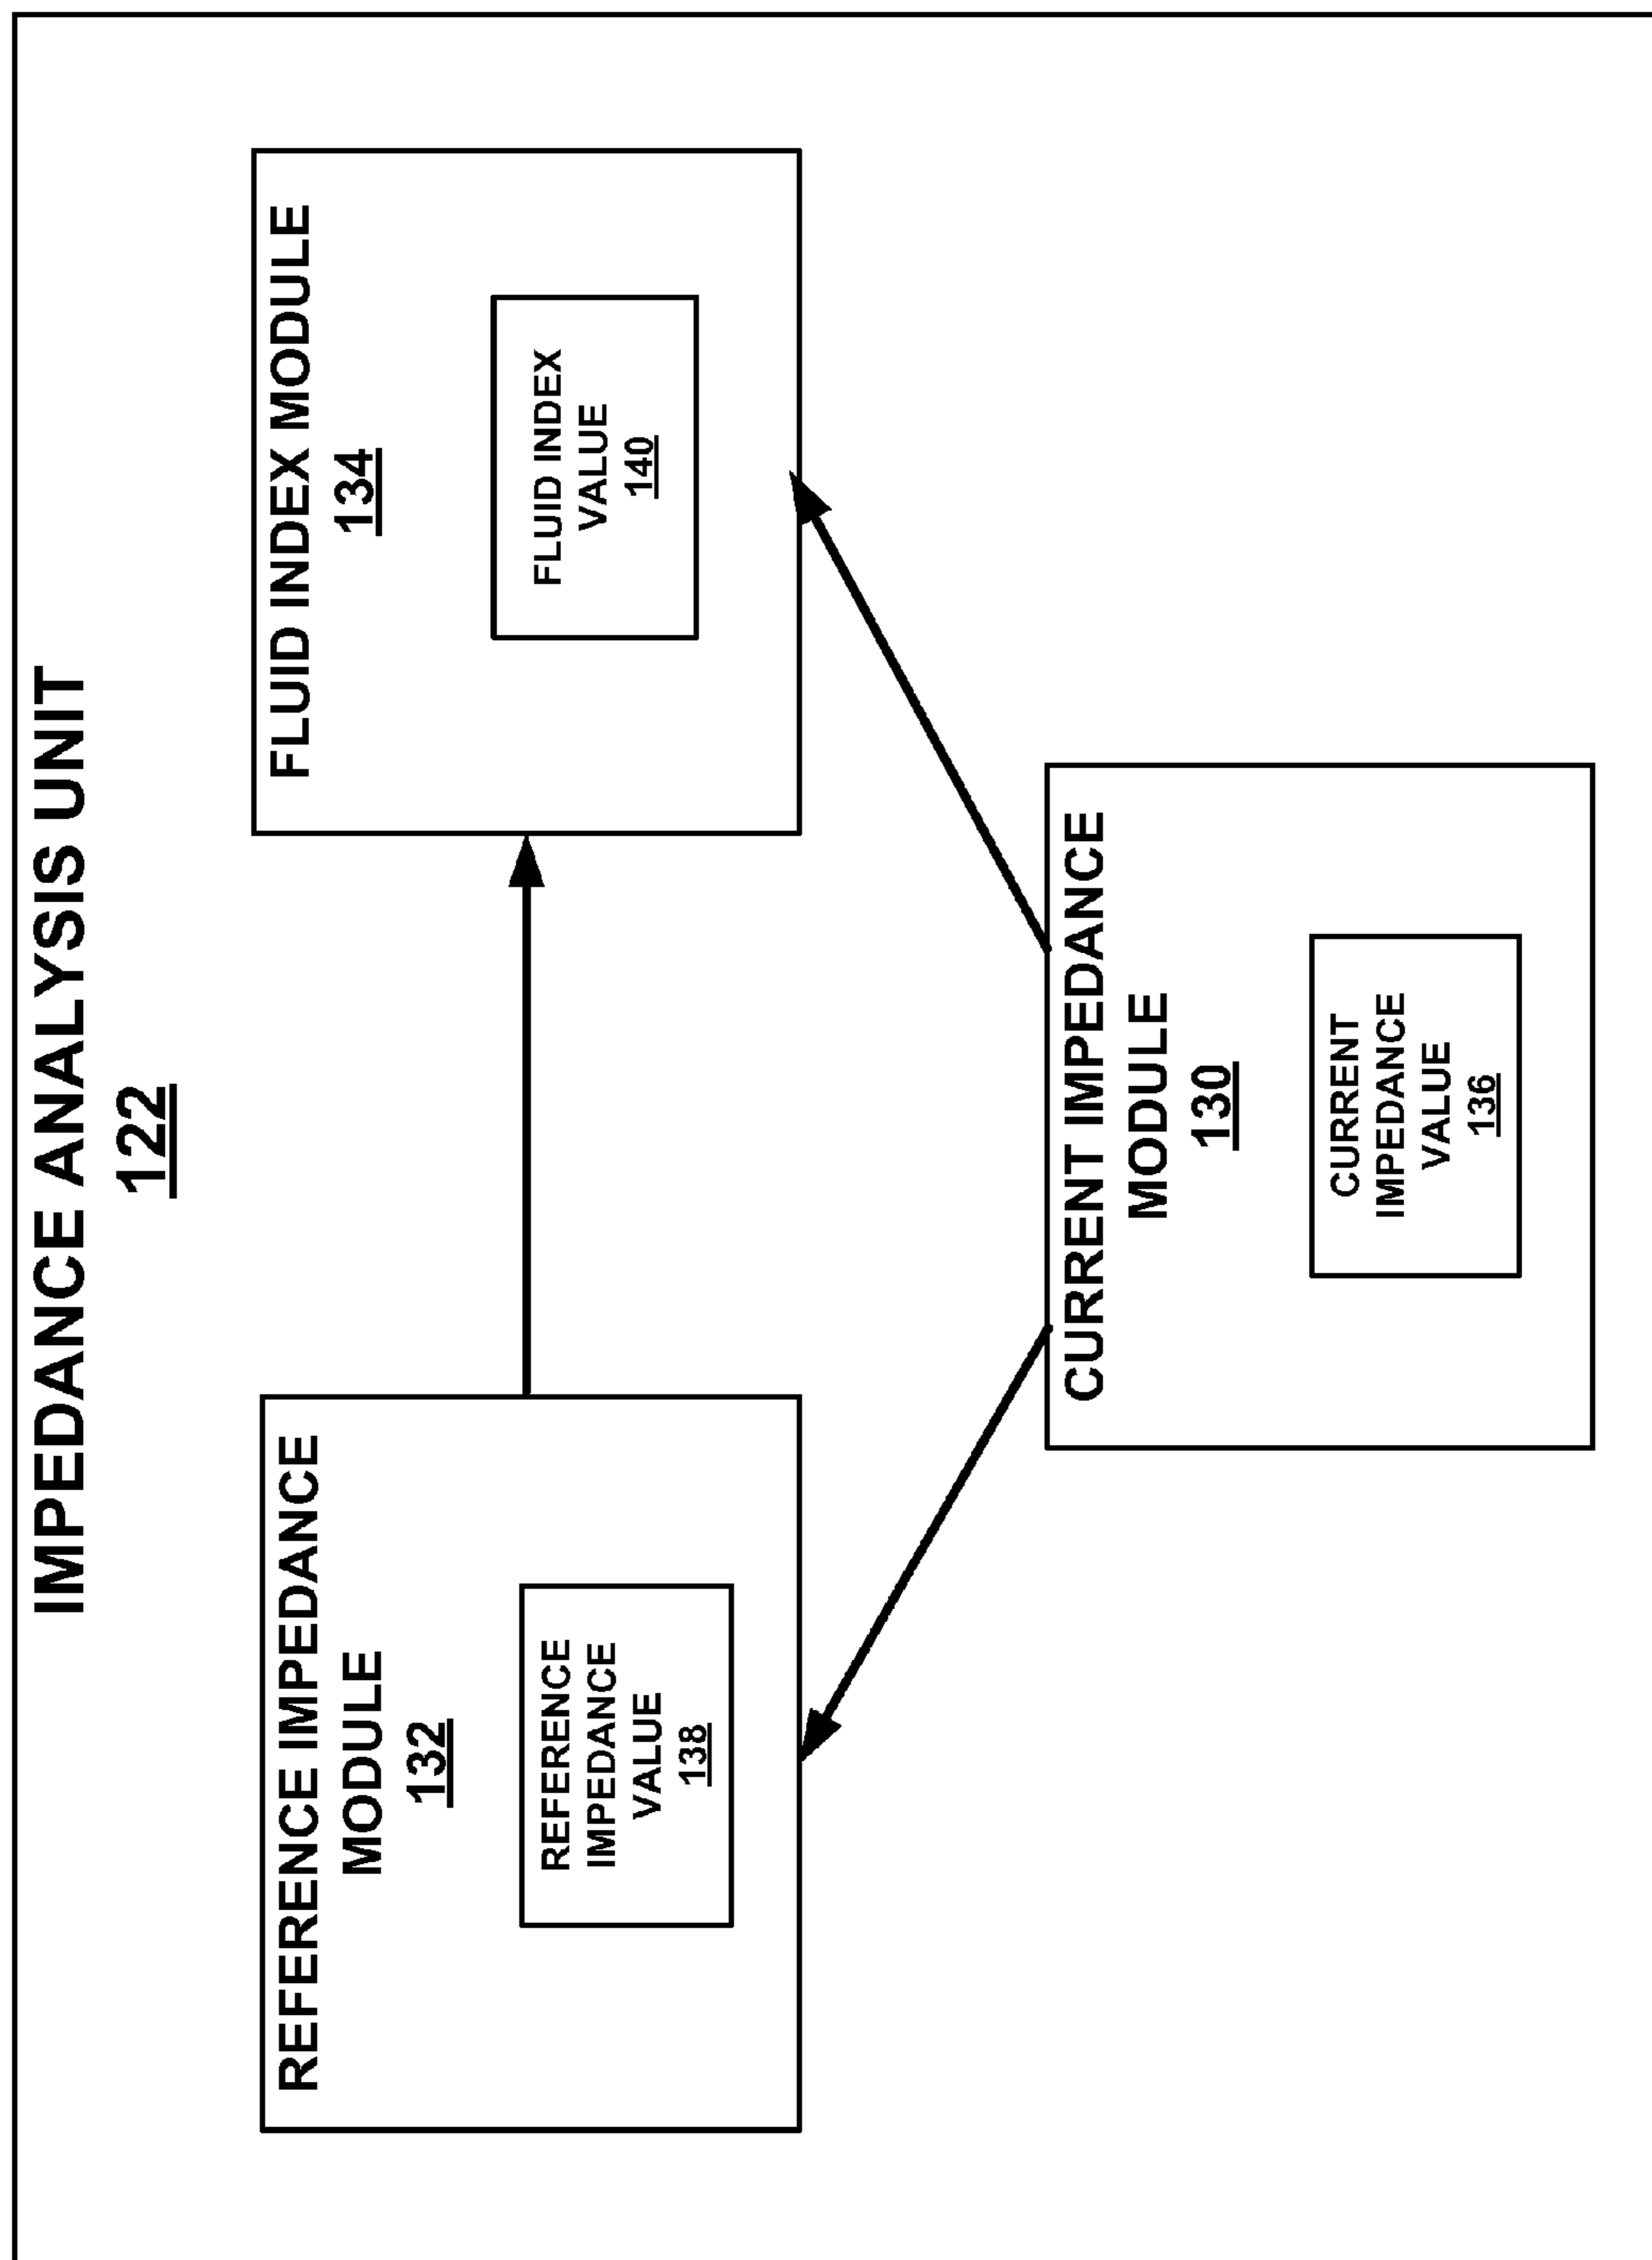 IMPEDANCE ANALYSIS UNIT
122
REFERENCE IMPEDANCE
MODULE
132
REFERENCE
IMPEDANCE
VALUE
138
FLUID INDEX MODULE
134
FLUID INDEX
VALUE
140
CURRENT IMPEDANCE
MODULE
130
CURRENT
IMPEDANCE
VALUE
136